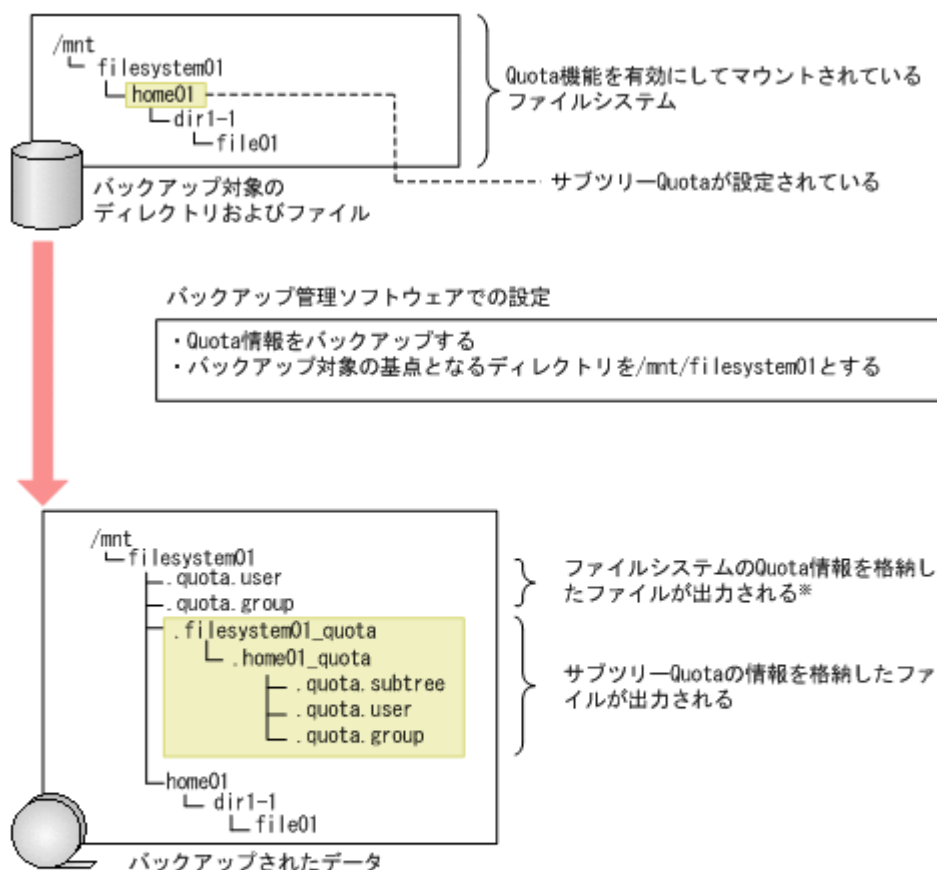 /mnt
filesystem01
home01
dir1-1
file01
Quota機能を有効にしてマウントされている
ファイルシステム
サブツリーQuotaが設定されている
バックアップ対象の
ディレクトリおよびファイル
バックアップ管理ソフトウェアでの設定
・Quota情報をバックアップする
・バックアップ対象の基点となるディレクトリを/mnt/filesystem01とする
/mnt
filesystem01
.quota.user
.quota.group
.filesystem01_quota
.home01_quota
.quota.subtree
.quota.user
.quota.group
home01
dir1-1
file01
ファイルシステムのQuota情報を格納し
たファイルが出力される※
サブツリーQuotaの情報を格納したファ
イルが出力される
バックアップされたデータ